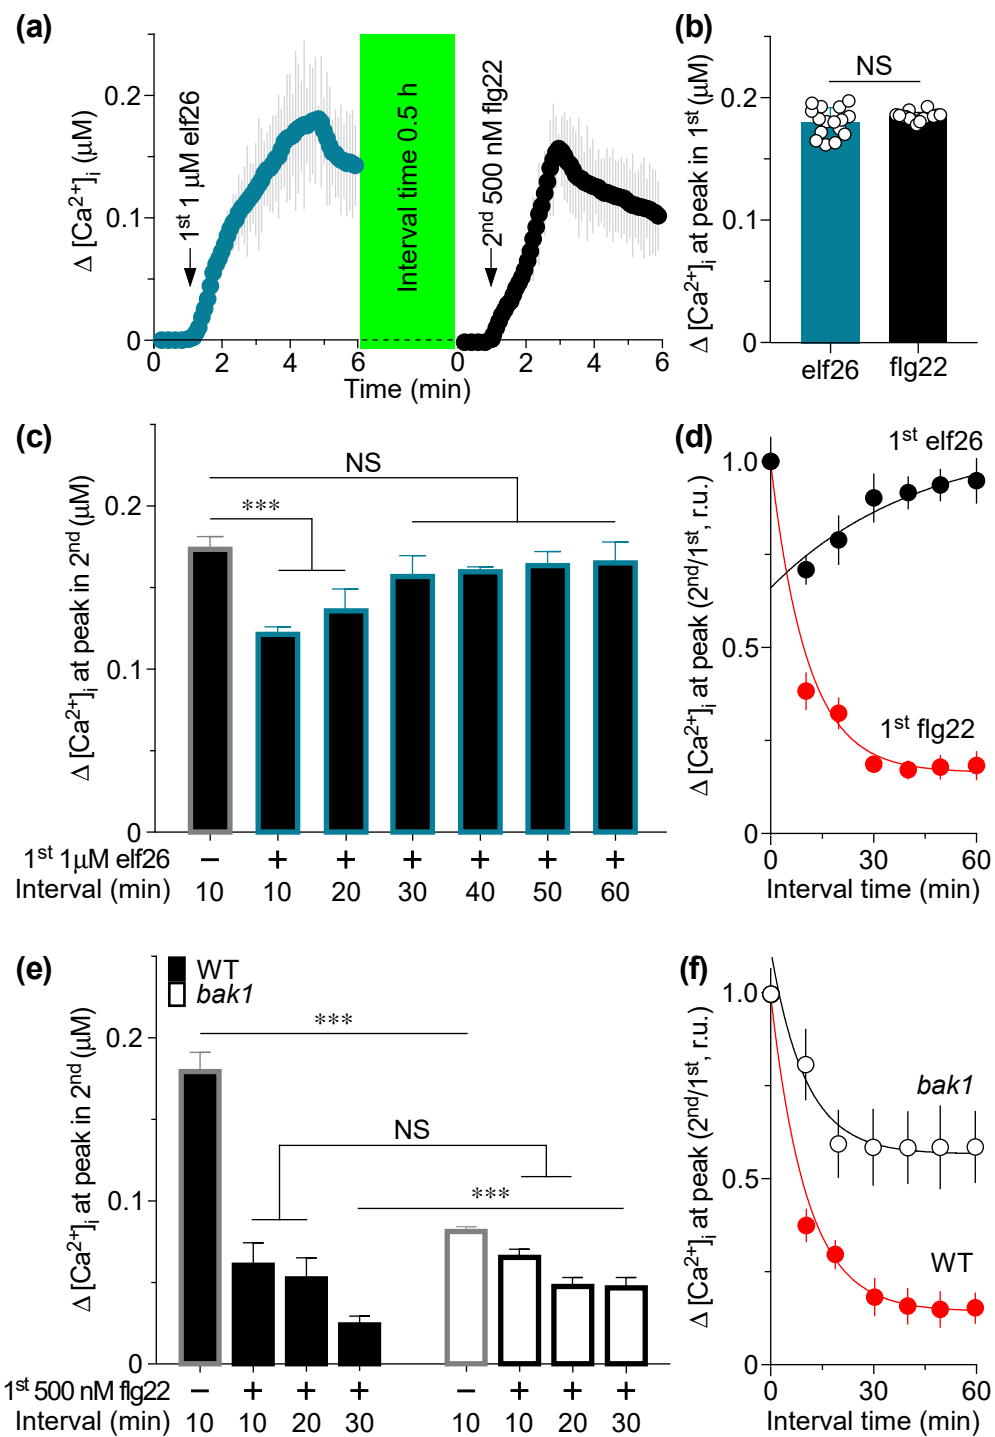 (a)
Δ [Ca²⁺]ᵢ (μM)
0.2
0.1
0
1ˢᵗ 1 μM elf26
Interval time 0.5 h
2ⁿᵈ 500 nM flg22
0 2 4 6 0 2 4 6
Time (min)
(b)
Δ [Ca²⁺]ᵢ at peak in 1ˢᵗ (μM)
0.2
0.1
0
NS
elf26 flg22
(c)
Δ [Ca²⁺]ᵢ at peak in 2ⁿᵈ (μM)
0.2
0.1
0
NS
***
1ˢᵗ 1μM elf26 – + + + + + +
Interval (min) 10 10 20 30 40 50 60
(d)
Δ [Ca²⁺]ᵢ at peak (2ⁿᵈ/1ˢᵗ, r.u.)
1.0
0.5
0
1ˢᵗ elf26
1ˢᵗ flg22
0 30 60
Interval time (min)
(e)
WT
bak1
Δ [Ca²⁺]ᵢ at peak in 2ⁿᵈ (μM)
0.2
0.1
0
***
NS
***
1ˢᵗ 500 nM flg22 – + + + – + + +
Interval (min) 10 10 20 30 10 10 20 30
(f)
Δ [Ca²⁺]ᵢ at peak (2ⁿᵈ/1ˢᵗ, r.u.)
1.0
0.5
0
bak1
WT
0 30 60
Interval time (min)